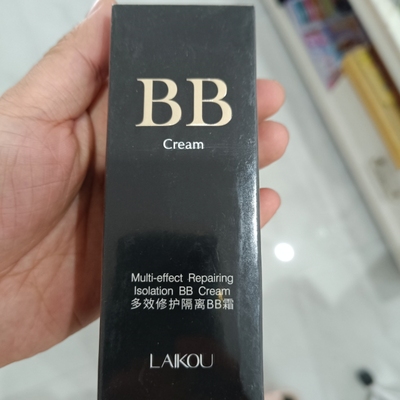 BB
Cream
Multi-effect Repairing
Isolation BB Cream
多效修护隔离BB霜
LAIKOU